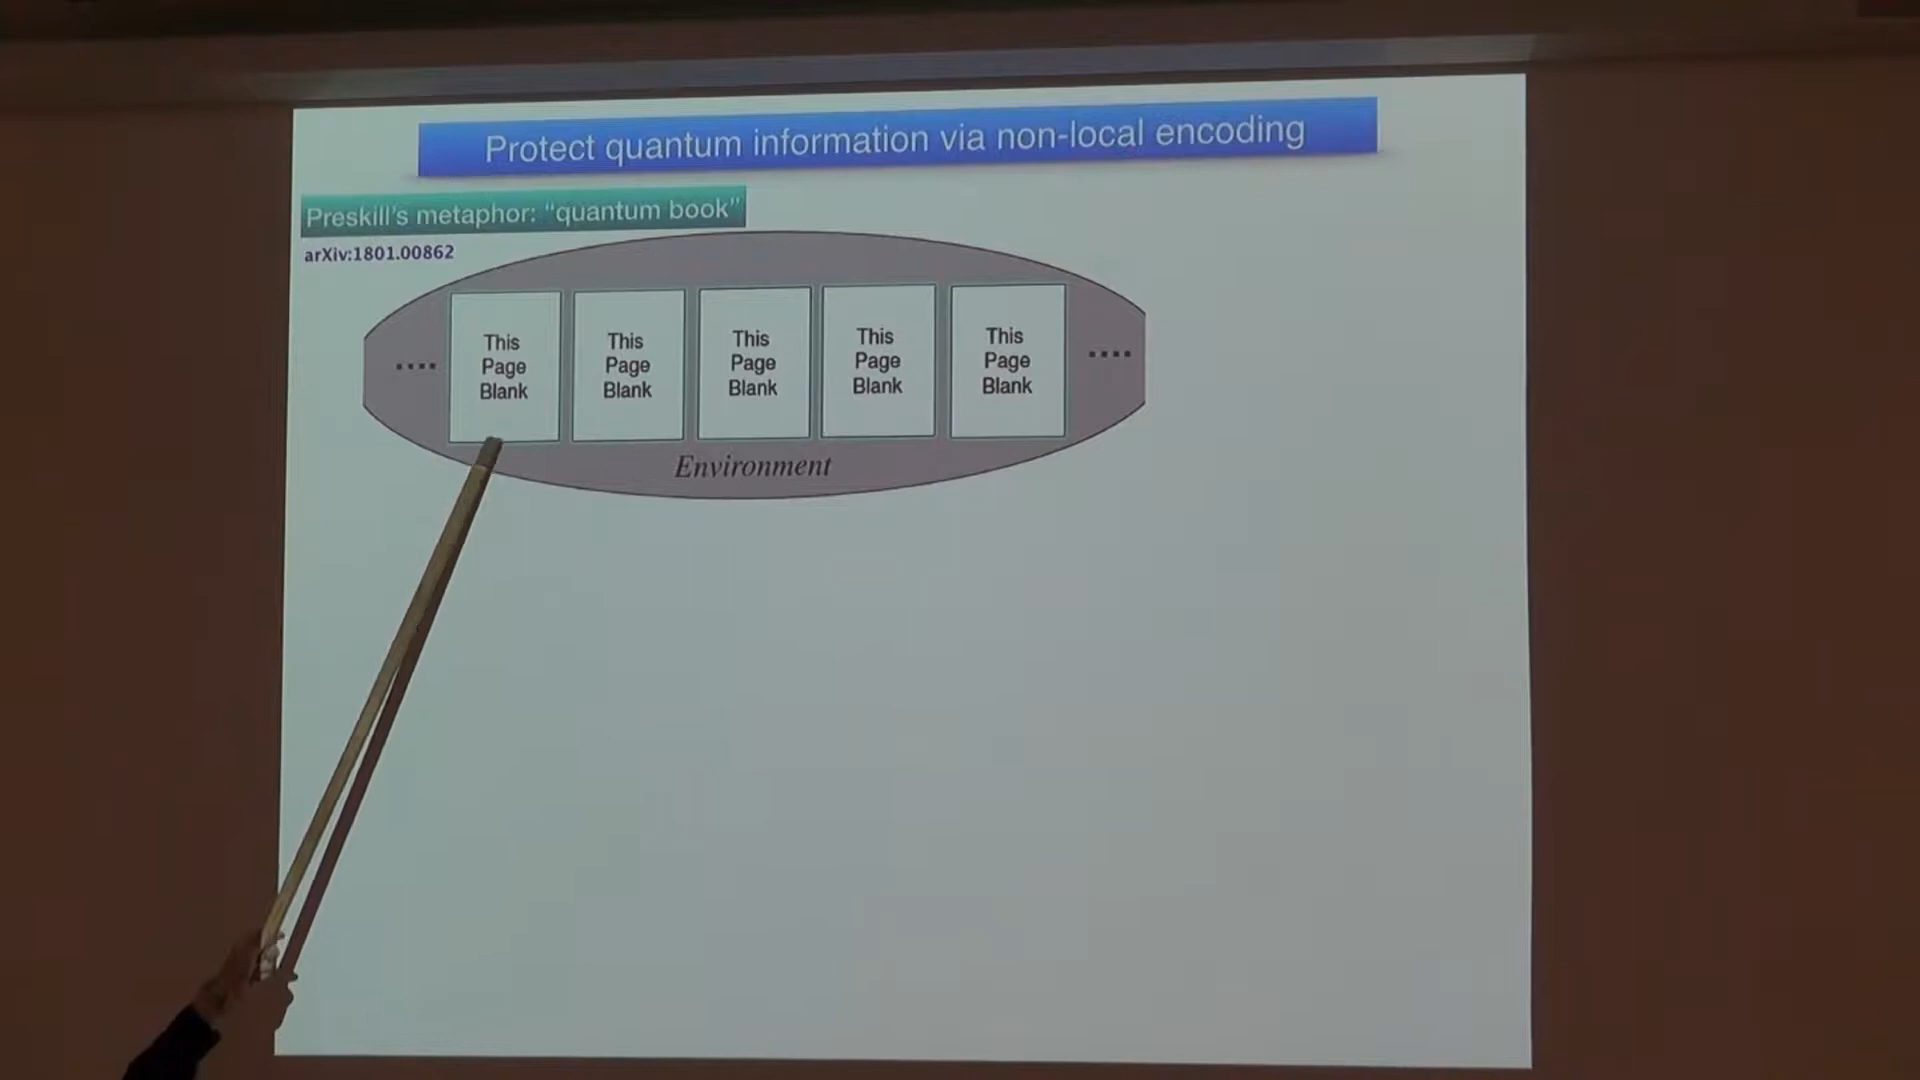 Protect quantum information via non-local encoding
Preskill's metaphor: “quantum book”
arXiv:1801.00862
....
This
Page
Blank
This
Page
Blank
This
Page
Blank
This
Page
Blank
This
Page
Blank
....
Environment